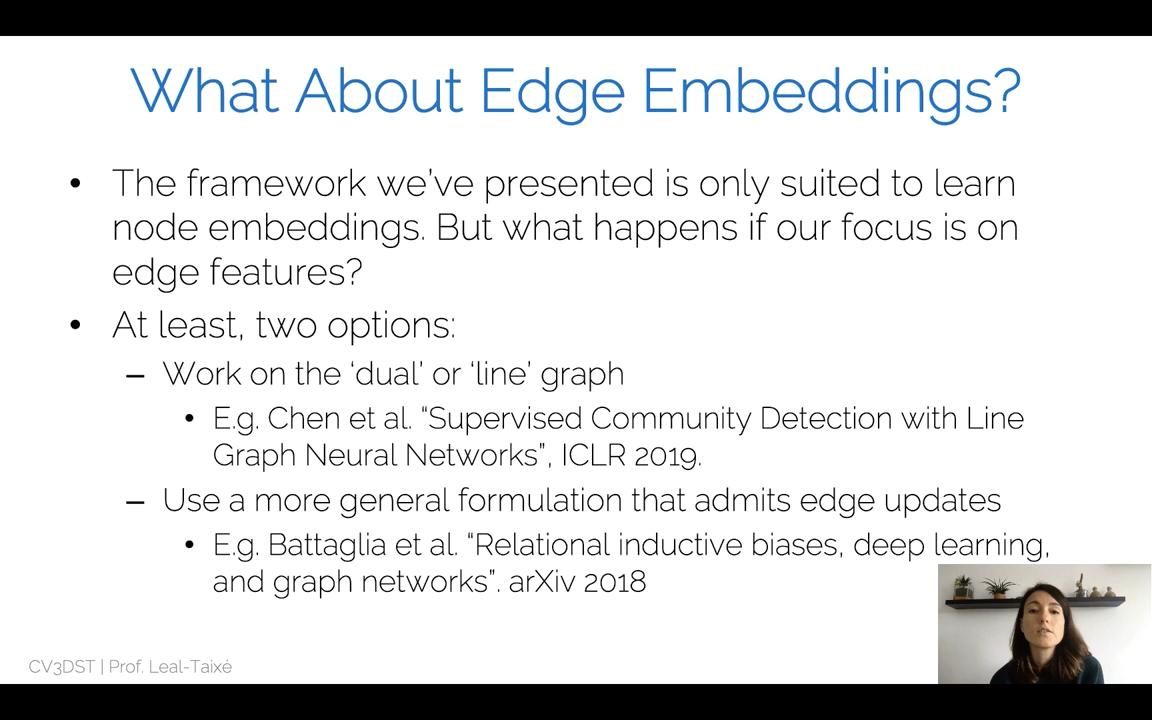 What About Edge Embeddings?
• The framework we've presented is only suited to learn
node embeddings. But what happens if our focus is on
edge features?
• At least, two options:
– Work on the 'dual' or 'line' graph
• E.g. Chen et al. "Supervised Community Detection with Line
Graph Neural Networks", ICLR 2019.
– Use a more general formulation that admits edge updates
• E.g. Battaglia et al. "Relational inductive biases, deep learning,
and graph networks". arXiv 2018
CV3DST | Prof. Leal-Taixé